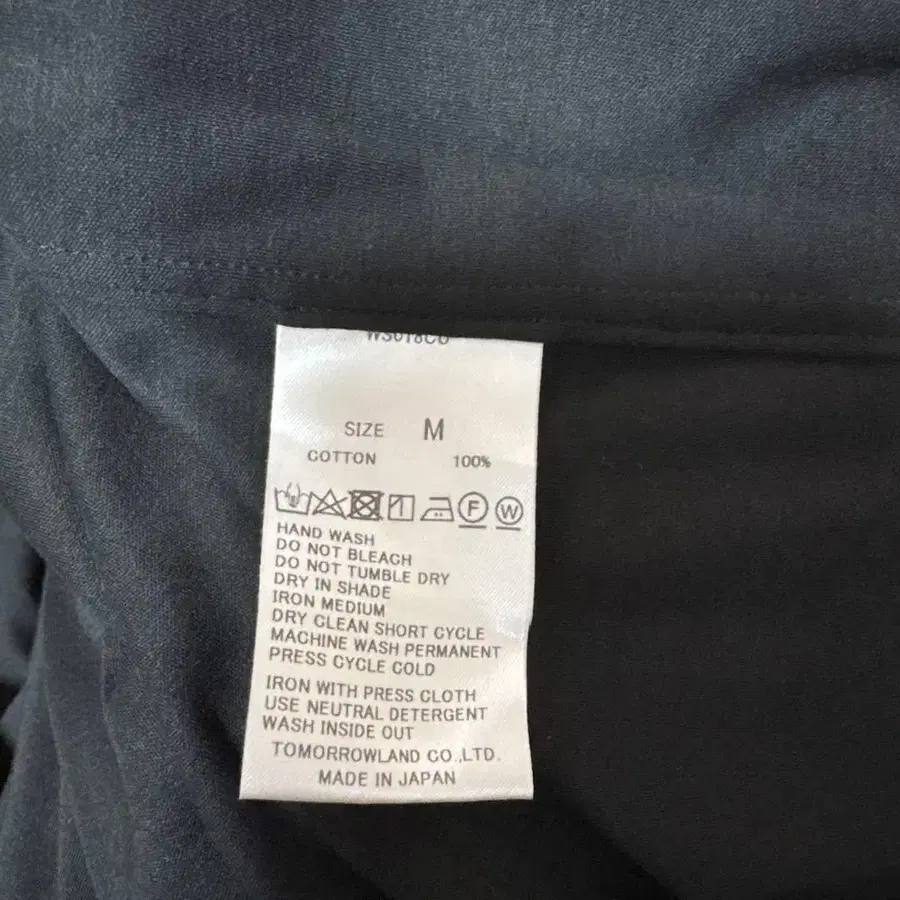 SIZE M
COTTON 100%
F W
HAND WASH
DO NOT BLEACH
DO NOT TUMBLE DRY
DRY IN SHADE
IRON MEDIUM
DRY CLEAN SHORT CYCLE
MACHINE WASH PERMANENT
PRESS CYCLE COLD
IRON WITH PRESS CLOTH
USE NEUTRAL DETERGENT
WASH INSIDE OUT
TOMORROWLAND CO.,LTD.
MADE IN JAPAN